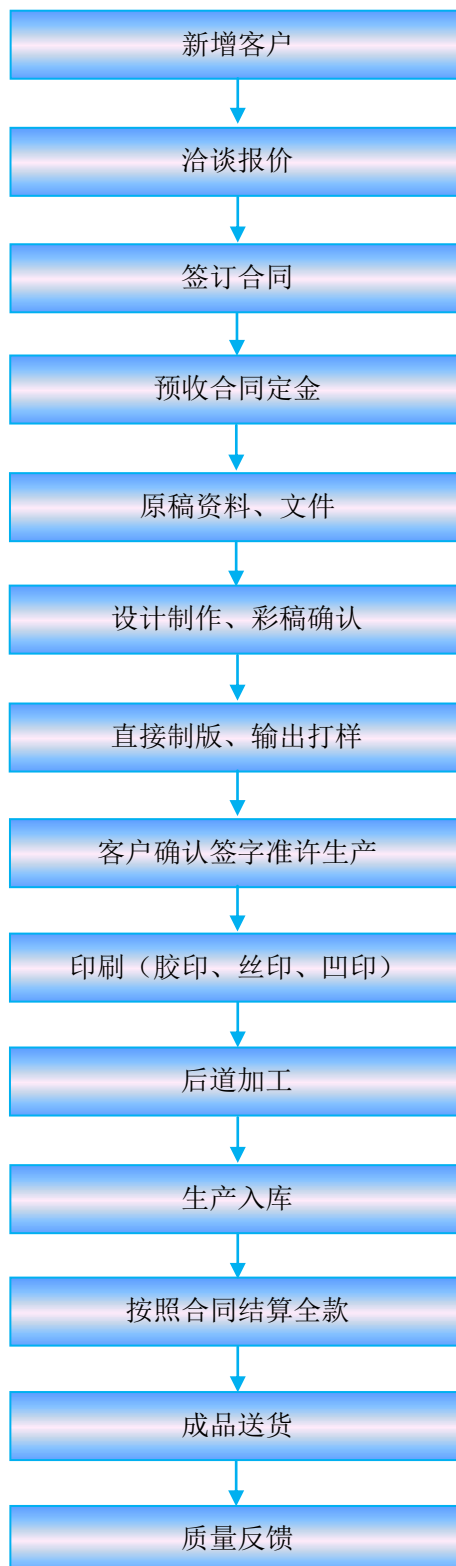 新增客户
洽谈报价
签订合同
预收合同定金
原稿资料、文件
设计制作、彩稿确认
直接制版、输出打样
客户确认签字准许生产
印刷（胶印、丝印、凹印）
后道加工
生产入库
按照合同结算全款
成品送货
质量反馈